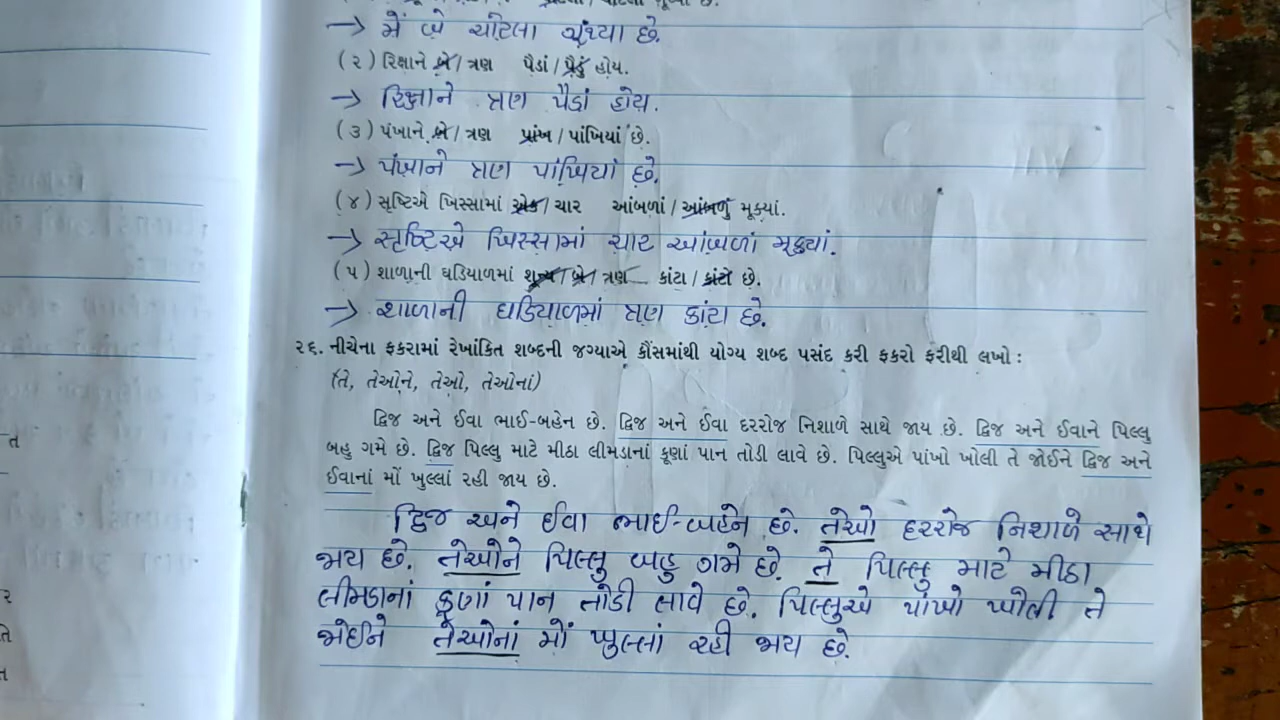 → મેં બે ચોટલા ગૂંથ્યા છે.
(૨) રિક્ષાને બે / ત્રણ પૈડાં / પૈડું હોય.
→ રિક્ષાને ત્રણ પૈડાં હોય.
(૩) પંખાને બે / ત્રણ પ્રાંખ / પાંખિયાં છે.
→ પંખાને ત્રણ પાંખિયાં છે.
(૪) સૃષ્ટિએ ખિસ્સામાં એક / ચાર આંબળાં / આંબળું મૂક્યાં.
→ સૃષ્ટિએ ખિસ્સામાં ચાર આંબળાં મૂક્યાં.
(૫) શાળાની ઘડિયાળમાં શૂન્ય / બે / ત્રણ કાંટા / કાંટો છે.
→ શાળાની ઘડિયાળમાં ત્રણ કાંટા છે.
૨૬. નીચેના ફકરામાં રેખાંકિત શબ્દની જગ્યાએ કૌંસમાંથી યોગ્ય શબ્દ પસંદ કરી ફકરો ફરીથી લખો :
(તે, તેઓને, તેઓ, તેઓનાં)
દ્વિજ અને ઈવા ભાઈ-બહેન છે. દ્વિજ અને ઈવા દરરોજ નિશાળે સાથે જાય છે. દ્વિજ અને ઈવાને પિલ્લુ
બહુ ગમે છે. દ્વિજ પિલ્લુ માટે મીઠા લીમડાનાં કૂણાં પાન તોડી લાવે છે. પિલ્લુએ પાંખો ખોલી તે જોઈને દ્વિજ અને
ઈવાનાં મોં ખુલ્લાં રહી જાય છે.
દ્વિજ અને ઈવા ભાઈ-બહેન છે. તેઓ દરરોજ નિશાળે સાથે
જાય છે. તેઓને પિલ્લુ બહુ ગમે છે. તે પિલ્લુ માટે મીઠા
લીમડાનાં કૂણાં પાન તોડી લાવે છે. પિલ્લુએ પાંખો ખોલી તે
જોઈને તેઓનાં મોં ખુલ્લાં રહી જાય છે.
ત
ર
તિ
ત